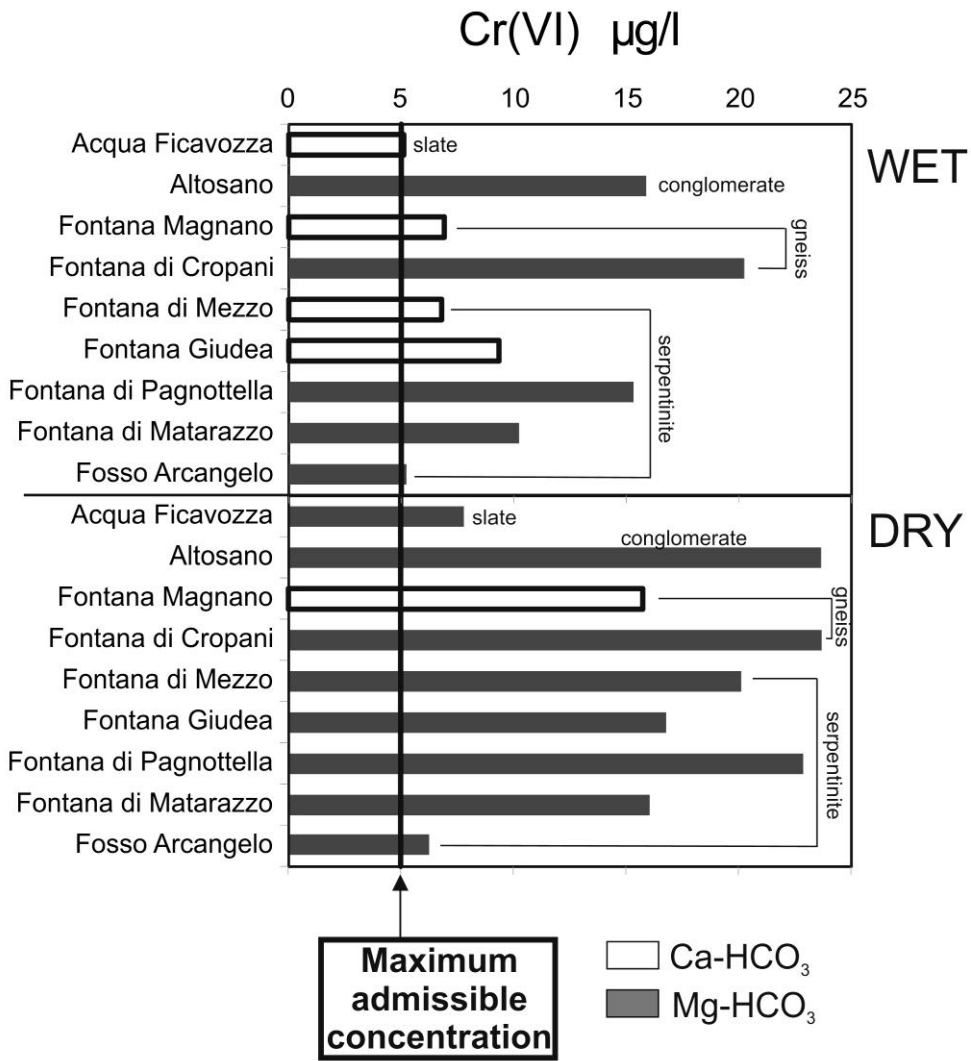 Cr(VI) µg/l
0 5 10 15 20 25
Acqua Ficavozza slate
Altosano conglomerate
Fontana Magnano
Fontana di Cropani
gneiss
Fontana di Mezzo
Fontana Giudea
Fontana di Pagnottella
Fontana di Matarazzo
Fosso Arcangelo
serpentinite
WET
Acqua Ficavozza slate
Altosano conglomerate
Fontana Magnano
Fontana di Cropani
gneiss
Fontana di Mezzo
Fontana Giudea
Fontana di Pagnottella
Fontana di Matarazzo
Fosso Arcangelo
serpentinite
DRY
0 5 10 15 20 25
Maximum
admissible
concentration
Ca-HCO₃
Mg-HCO₃